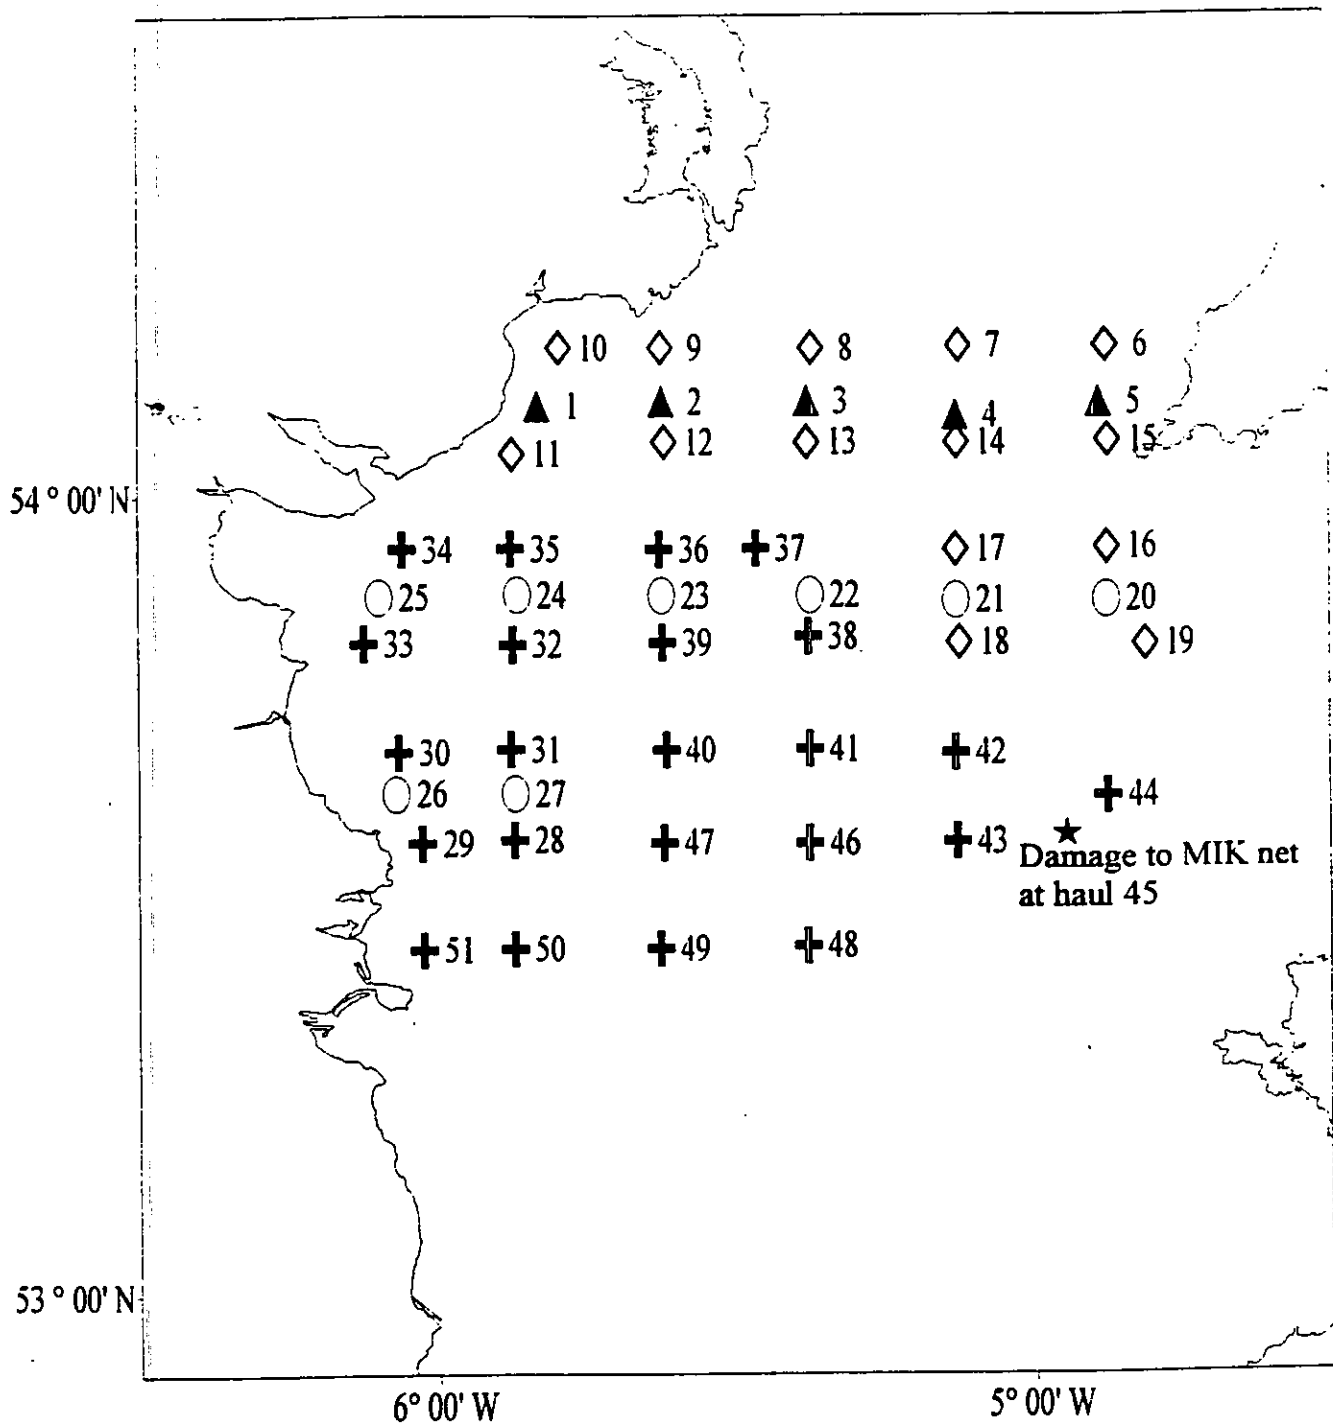 10 9 8 7 6
1 2 3 4 5
11 12 13 14 15
54 ° 00' N
34 35 36 37 17 16
25 24 23 22 21 20
33 32 39 38 18 19
30 31 40 41 42
26 27 44
29 28 47 46 43
Damage to MIK net
at haul 45
51 50 49 48
53 ° 00' N
6° 00' W 5° 00' W